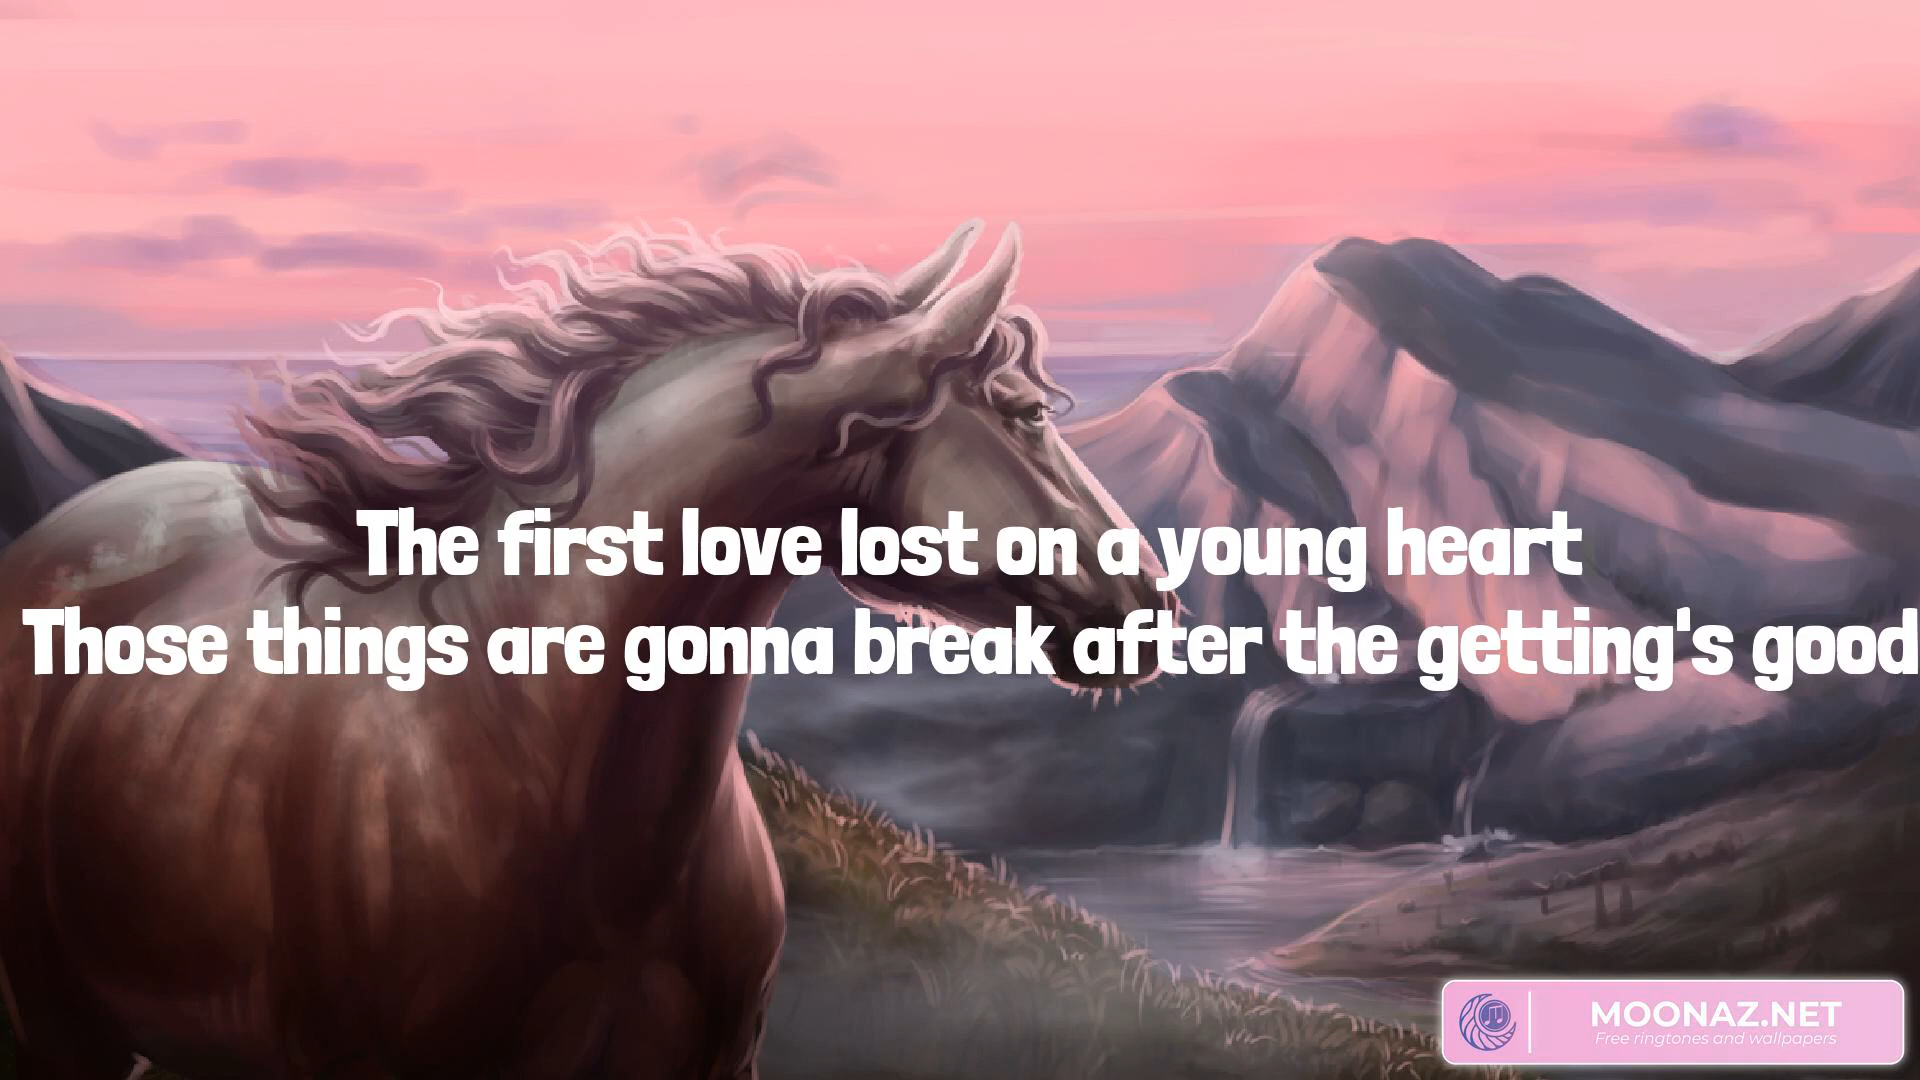 The first love lost on a young heart
Those things are gonna break after the getting's good
MOONAZ.NET
Free ringtones and wallpapers